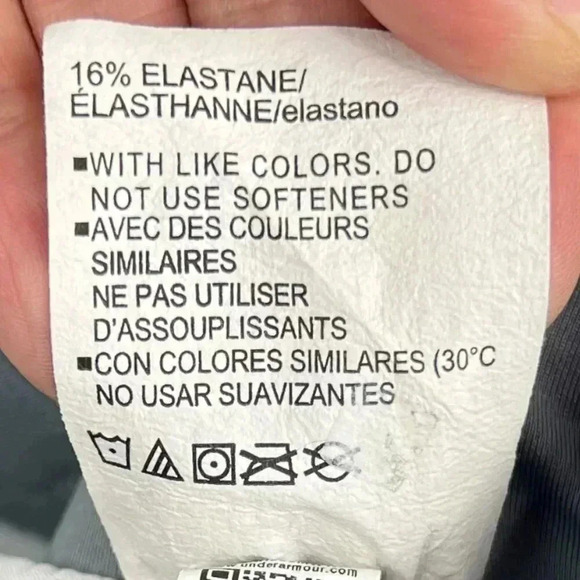 16% ELASTANE/
ÉLASTHANNE/elastano
▪WITH LIKE COLORS. DO
NOT USE SOFTENERS
▪AVEC DES COULEURS
SIMILAIRES
NE PAS UTILISER
D'ASSOUPLISSANTS
▪CON COLORES SIMILARES (30°C
NO USAR SUAVIZANTES
underarmour.com